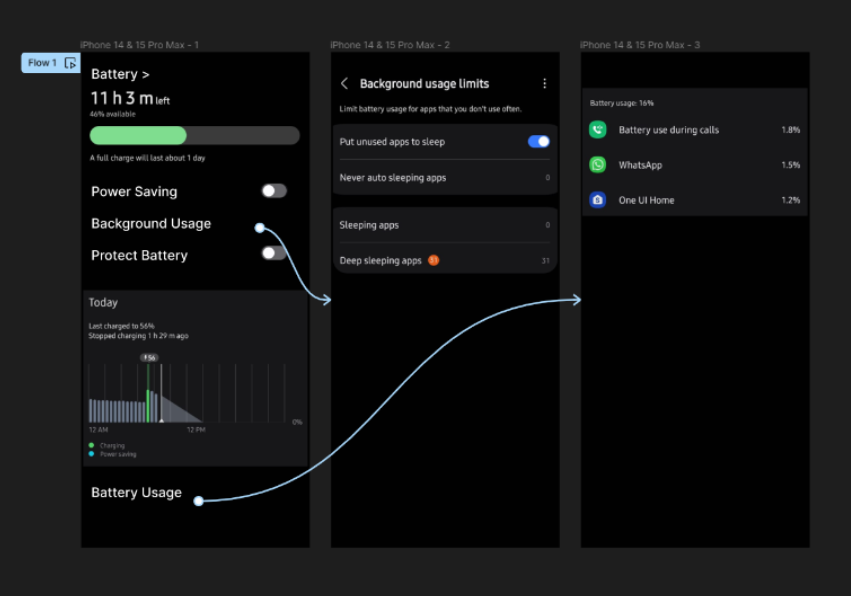 iPhone 14 & 15 Pro Max – 1
Flow 1
Battery >
11 h 3 m left
46% available
A full charge will last about 1 day
Power Saving
Background Usage
Protect Battery
Today
Last charged to 56%
Stopped charging 1 h 29 m ago
56
0%
12 AM 12 PM
Charging
Power saving
Battery Usage
iPhone 14 & 15 Pro Max – 2
Background usage limits
Limit battery usage for apps that you don't use often.
Put unused apps to sleep
Never auto sleeping apps 0
Sleeping apps 0
Deep sleeping apps 31 31
iPhone 14 & 15 Pro Max – 3
Battery usage: 16%
Battery use during calls 1.8%
WhatsApp 1.5%
One UI Home 1.2%